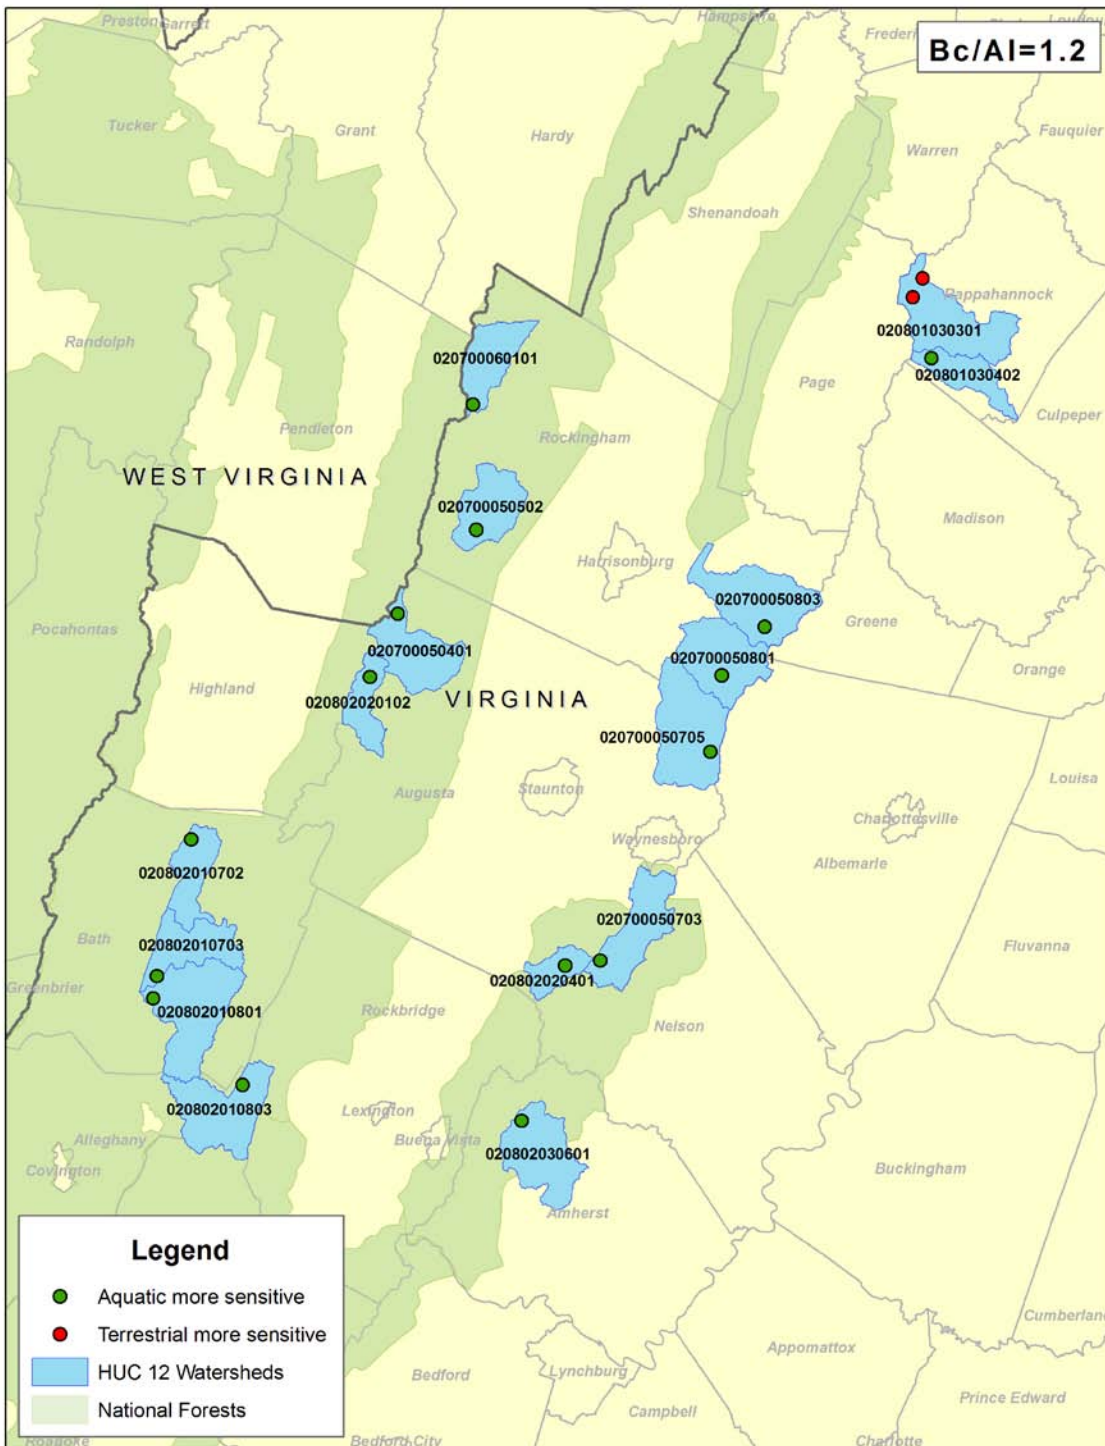 Preston
Garrett
Hampshire
Bc/Al=1.2
Tucker
Grant
Hardy
Fauquier
Warren
Shenandoah
Rappahannock
Randolph
020801030301
020700060101
020801030402
Page
Culpeper
Pendleton
Rockingham
WEST VIRGINIA
020700050502
Madison
Harrisonburg
020700050803
Pocahontas
Greene
020700050401
020700050801
Orange
Highland
020802020102
VIRGINIA
020700050705
Louisa
Augusta
Staunton
Charlottesville
Waynesboro
Albemarle
020802010702
020700050703
Bath
020802010703
Fluvanna
Greenbrier
020802020401
020802010801
Rockbridge
Nelson
020802010803
Lexington
Alleghany
Buena Vista
020802030601
Covington
Buckingham
Amherst
Legend
Aquatic more sensitive
Terrestrial more sensitive
HUC 12 Watersheds
National Forests
Cumberland
Appomattox
Bedford
Lynchburg
Prince Edward
Campbell
Roanoke
Bedford City
Charlotte